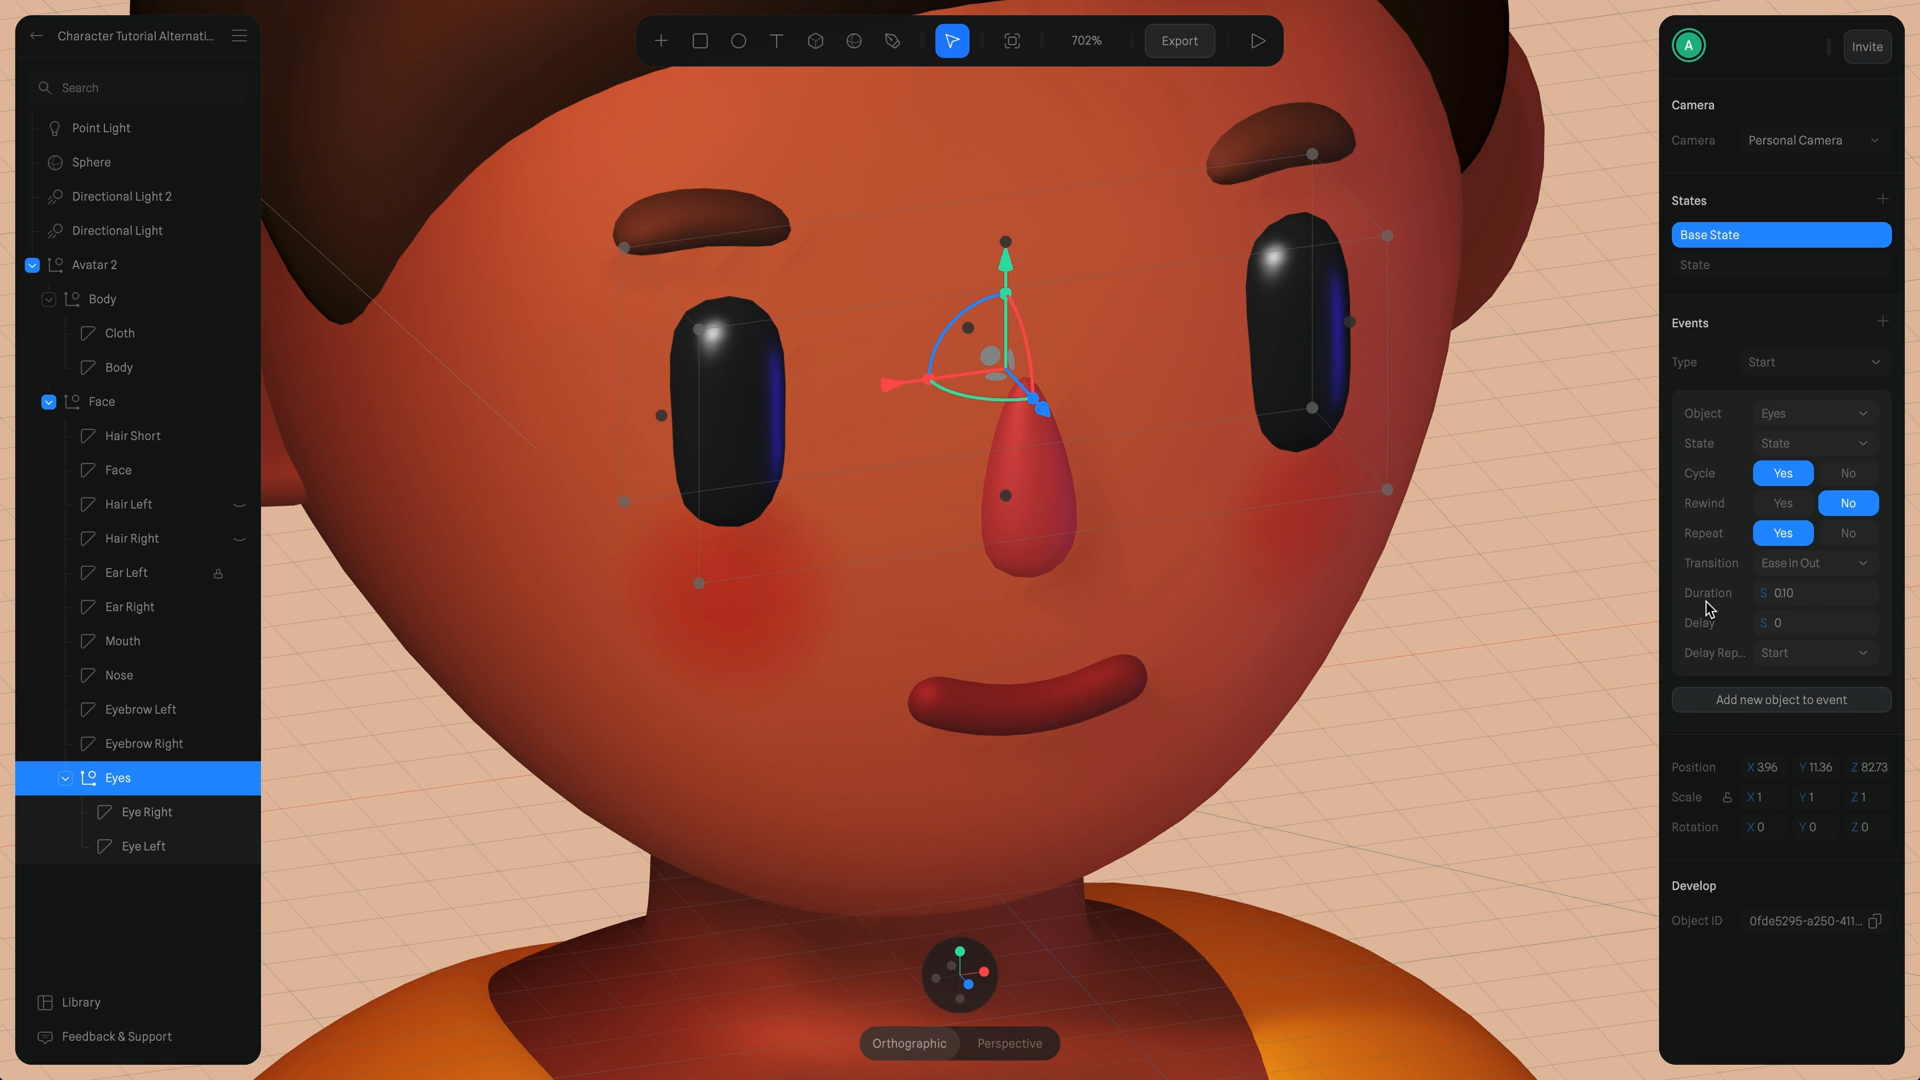 Character Tutorial Alternati...
Search
Point Light
Sphere
Directional Light 2
Directional Light
Avatar 2
Body
Cloth
Body
Face
Hair Short
Face
Hair Left
Hair Right
Ear Left
Ear Right
Mouth
Nose
Eyebrow Left
Eyebrow Right
Eyes
Eye Right
Eye Left
Library
Feedback & Support
T 702% Export
Orthographic Perspective
A Invite
Camera
Camera Personal Camera
States
Base State
State
Events
Type Start
Object Eyes
State State
Cycle Yes No
Rewind Yes No
Repeat Yes No
Transition Ease In Out
Duration S 0.10
Delay S 0
Delay Rep... Start
Add new object to event
Position X 3.96 Y 11.36 Z 82.73
Scale X 1 Y 1 Z 1
Rotation X 0 Y 0 Z 0
Develop
Object ID 0fde5295-a250-411...